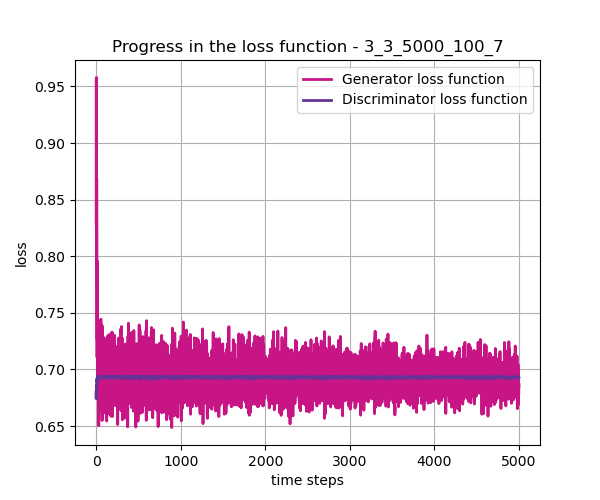 Progress in the loss function - 3_3_5000_100_7
Generator loss function
Discriminator loss function
0.95
0.90
0.85
0.80
0.75
0.70
0.65
loss
0 1000 2000 3000 4000 5000
time steps